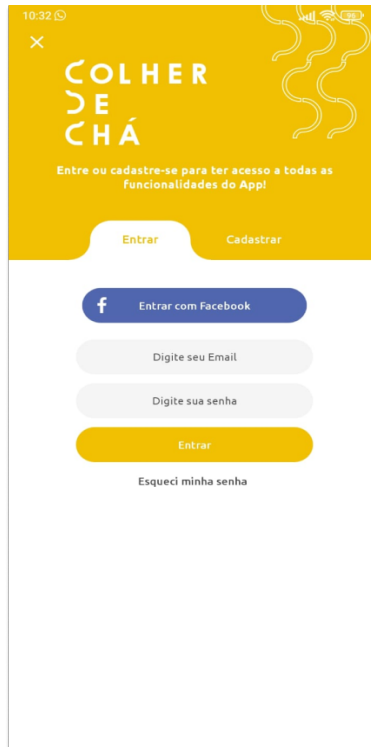 10:32
COLHER
DE
CHÁ
Entre ou cadastre-se para ter acesso a todas as
funcionalidades do App!
Entrar
Cadastrar
f
Entrar com Facebook
Digite seu Email
Digite sua senha
Entrar
Esqueci minha senha